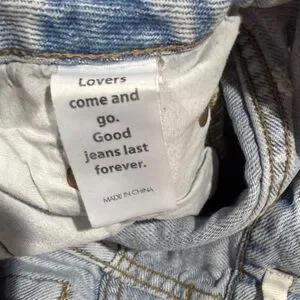 Lovers
come and
go.
Good
jeans last
forever.
MADE IN CHINA